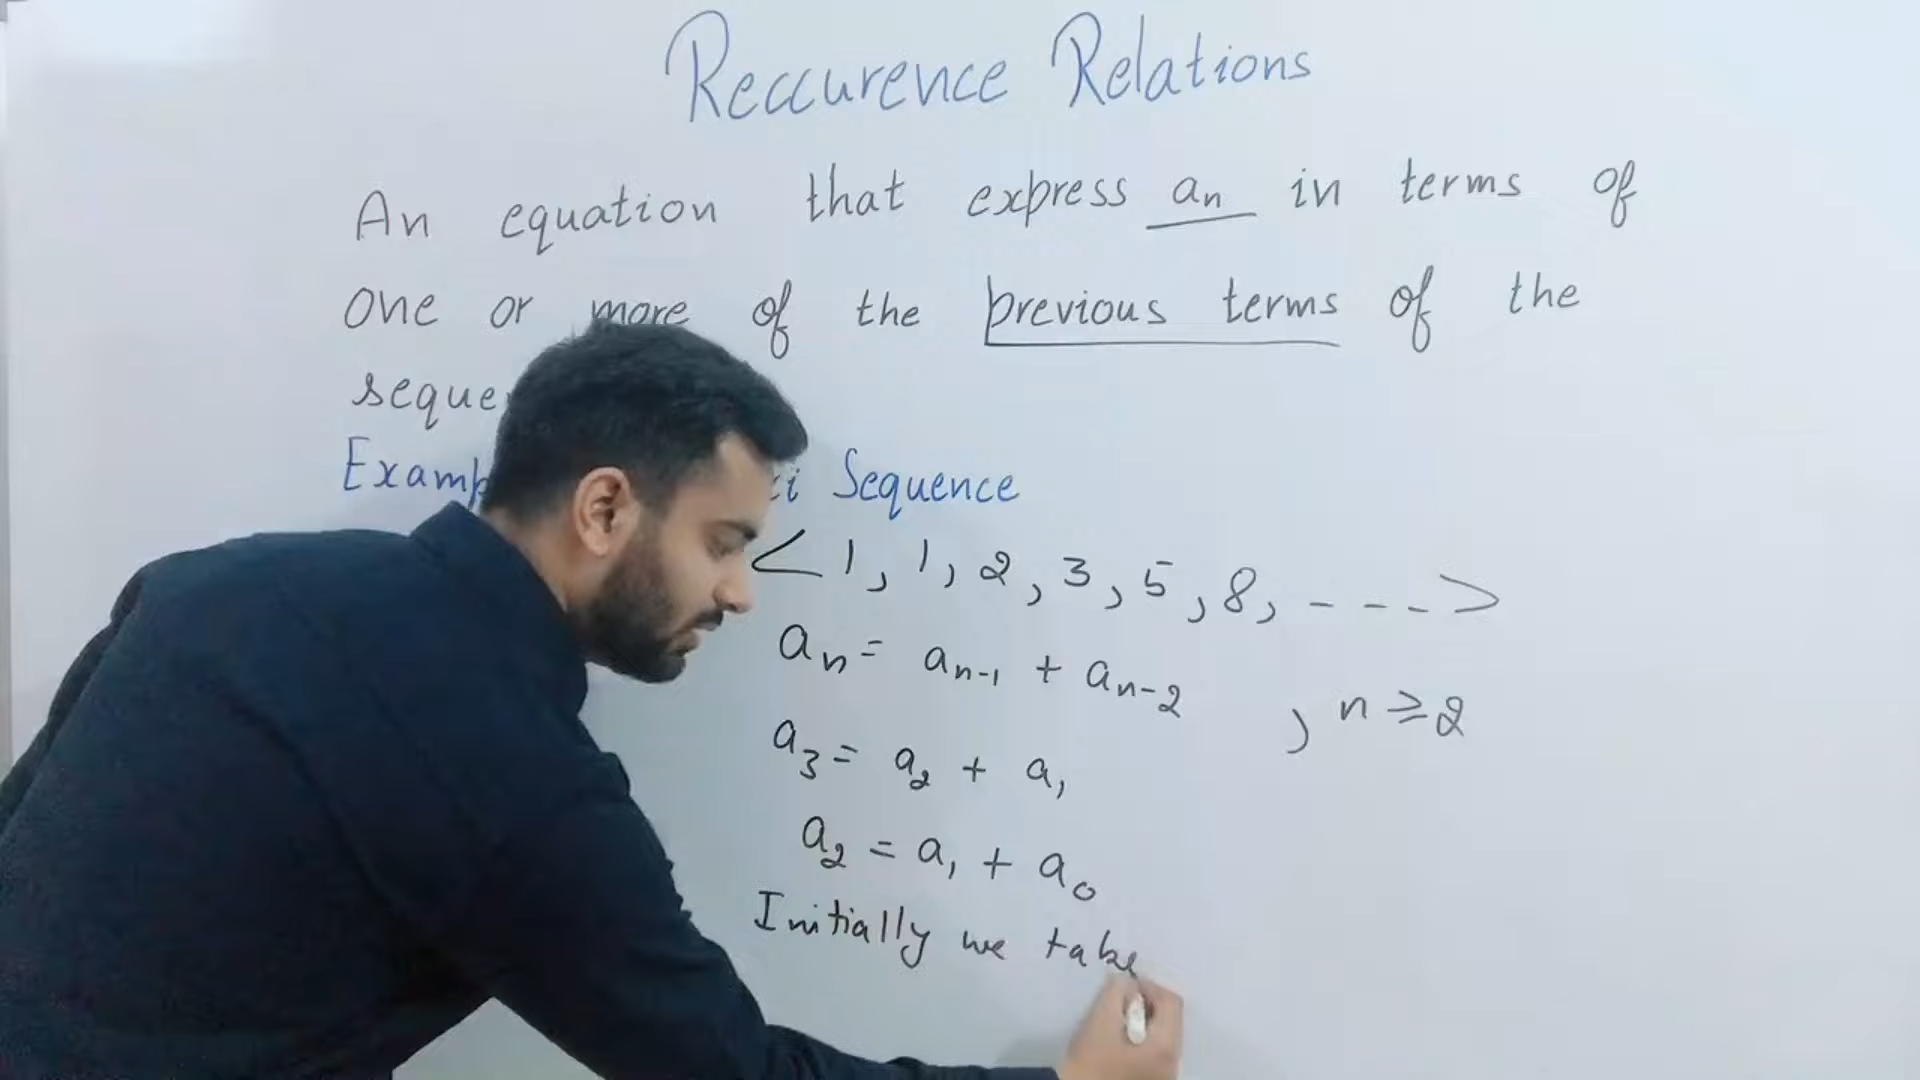 Reccurence Relations
An equation that express an in terms of
one or more of the previous terms of the
seque
Examp ci Sequence
< 1, 1, 2, 3, 5, 8, ---->
an = an-1 + an-2 , n ≥ 2
a3 = a2 + a1
a2 = a1 + a0
Initially we take